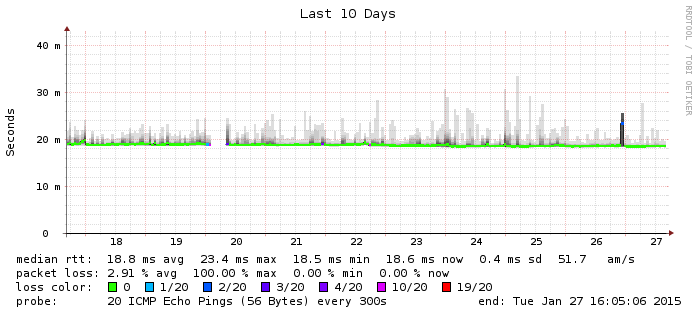 Last 10 Days
RRDTOOL / TOBI OETIKER
Seconds
40 m
30 m
20 m
10 m
0
18 19 20 21 22 23 24 25 26 27
median rtt: 18.8 ms avg 23.4 ms max 18.5 ms min 18.6 ms now 0.4 ms sd 51.7 am/s
packet loss: 2.91 % avg 100.00 % max 0.00 % min 0.00 % now
loss color: 0 1/20 2/20 3/20 4/20 10/20 19/20
probe: 20 ICMP Echo Pings (56 Bytes) every 300s end: Tue Jan 27 16:05:06 2015